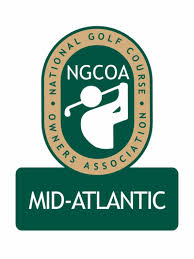 NATIONAL GOLF COURSE
NGCOA
OWNERS ASSOCIATION
MID-ATLANTIC